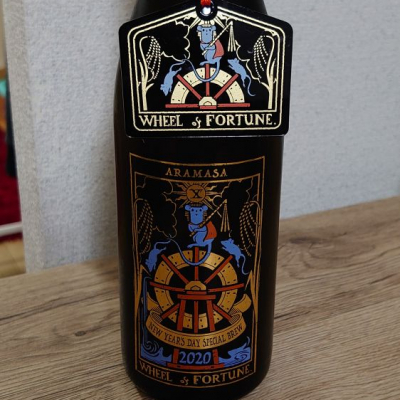 WHEEL of FORTUNE.
ARAMASA
X
NEW YEAR'S DAY SPECIAL BREW
2020
WHEEL of FORTUNE.